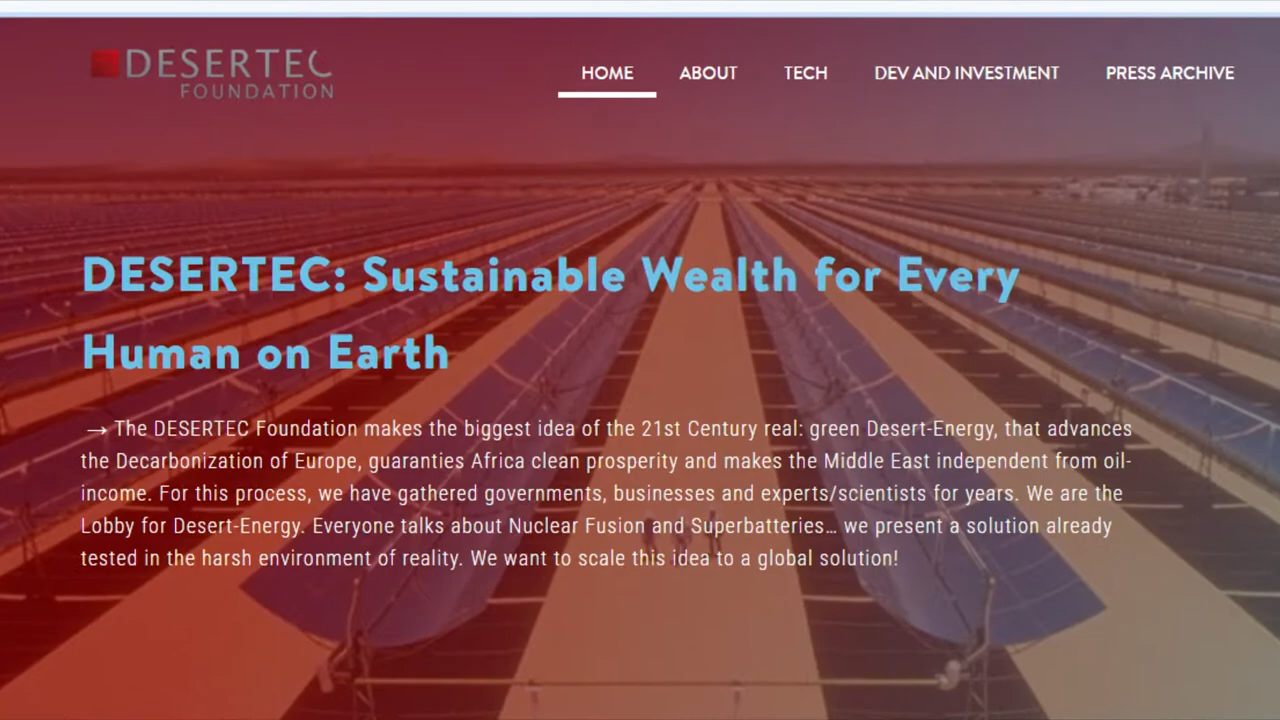 DESERTEC
FOUNDATION
HOME ABOUT TECH DEV AND INVESTMENT PRESS ARCHIVE
DESERTEC: Sustainable Wealth for Every
Human on Earth
→ The DESERTEC Foundation makes the biggest idea of the 21st Century real: green Desert-Energy, that advances
the Decarbonization of Europe, guaranties Africa clean prosperity and makes the Middle East independent from oil-
income. For this process, we have gathered governments, businesses and experts/scientists for years. We are the
Lobby for Desert-Energy. Everyone talks about Nuclear Fusion and Superbatteries… we present a solution already
tested in the harsh environment of reality. We want to scale this idea to a global solution!